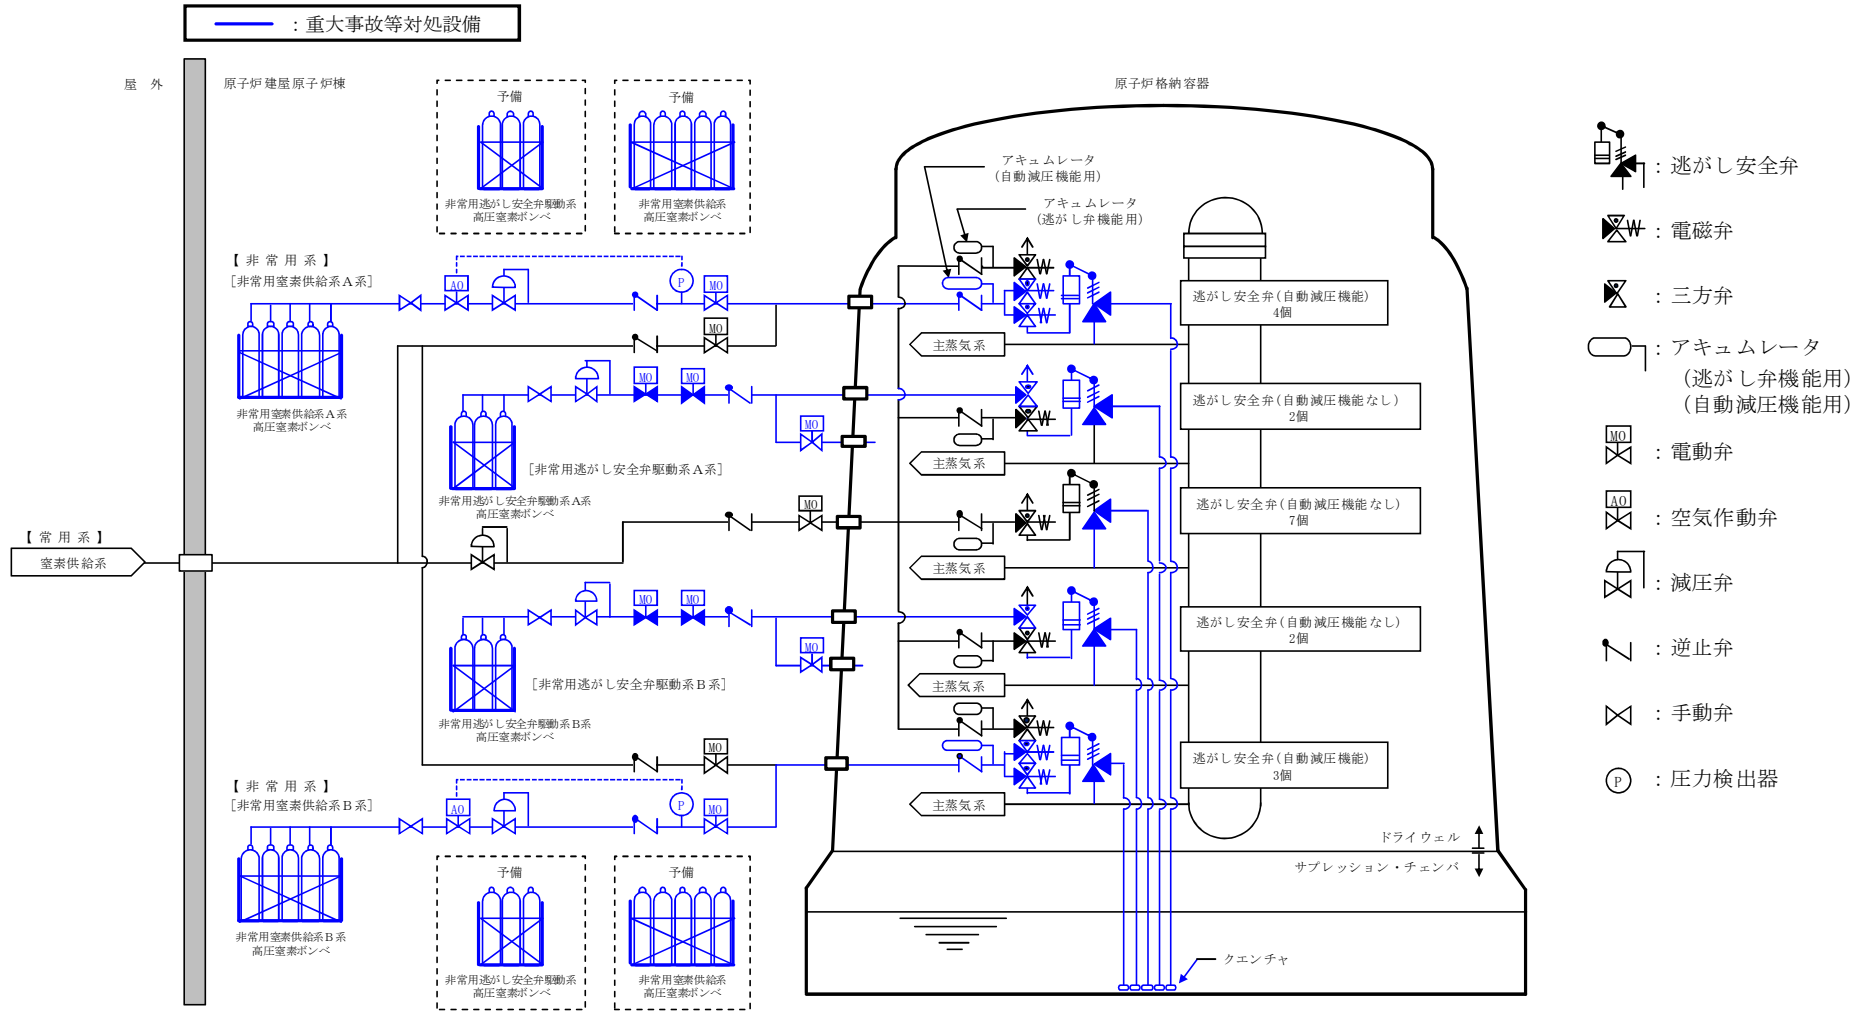 ：重大事故等対処設備
屋　外
原子炉建屋原子炉棟
予備
非常用逃がし安全弁駆動系
高圧窒素ボンベ
予備
非常用窒素供給系
高圧窒素ボンベ
原子炉格納容器
アキュムレータ
(自動減圧機能用)
アキュムレータ
(逃がし弁機能用)
【非常用系】
[非常用窒素供給系A系]
AO
P
MO
MO
非常用窒素供給系A系
高圧窒素ボンベ
MO
MO
MO
[非常用逃がし安全弁駆動系A系]
非常用逃がし安全弁駆動系A系
高圧窒素ボンベ
MO
【常用系】
窒素供給系
MO
MO
MO
[非常用逃がし安全弁駆動系B系]
非常用逃がし安全弁駆動系B系
高圧窒素ボンベ
MO
【非常用系】
[非常用窒素供給系B系]
AO
P
MO
非常用窒素供給系B系
高圧窒素ボンベ
予備
非常用逃がし安全弁駆動系
高圧窒素ボンベ
予備
非常用窒素供給系
高圧窒素ボンベ
逃がし安全弁(自動減圧機能)
4個
主蒸気系
逃がし安全弁(自動減圧機能なし)
2個
主蒸気系
逃がし安全弁(自動減圧機能なし)
7個
主蒸気系
逃がし安全弁(自動減圧機能なし)
2個
主蒸気系
逃がし安全弁(自動減圧機能)
3個
主蒸気系
ドライウェル
サプレッション・チェンバ
クエンチャ
：逃がし安全弁
：電磁弁
：三方弁
：アキュムレータ
(逃がし弁機能用)
(自動減圧機能用)
MO
：電動弁
AO
：空気作動弁
：減圧弁
：逆止弁
：手動弁
P
：圧力検出器